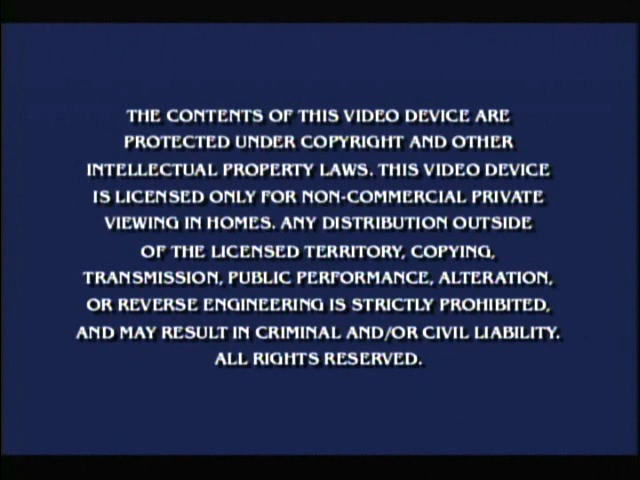 THE CONTENTS OF THIS VIDEO DEVICE ARE
PROTECTED UNDER COPYRIGHT AND OTHER
INTELLECTUAL PROPERTY LAWS. THIS VIDEO DEVICE
IS LICENSED ONLY FOR NON-COMMERCIAL PRIVATE
VIEWING IN HOMES. ANY DISTRIBUTION OUTSIDE
OF THE LICENSED TERRITORY, COPYING,
TRANSMISSION, PUBLIC PERFORMANCE, ALTERATION,
OR REVERSE ENGINEERING IS STRICTLY PROHIBITED,
AND MAY RESULT IN CRIMINAL AND/OR CIVIL LIABILITY.
ALL RIGHTS RESERVED.